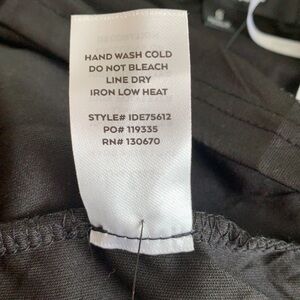 HAND WASH COLD
DO NOT BLEACH
LINE DRY
IRON LOW HEAT
STYLE# IDE75612
PO# 119335
RN# 130670